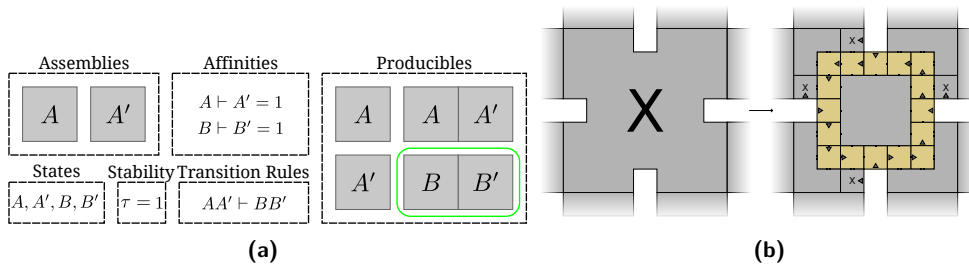 Assemblies
A
A′
Affinities
A ⊢ A′ = 1
B ⊢ B′ = 1
States
A, A′, B, B′
Stability
τ = 1
Transition Rules
AA′ ⊢ BB′
Producibles
A
A
A′
A′
B
B′
(a)
X
X
X
X
X
(b)